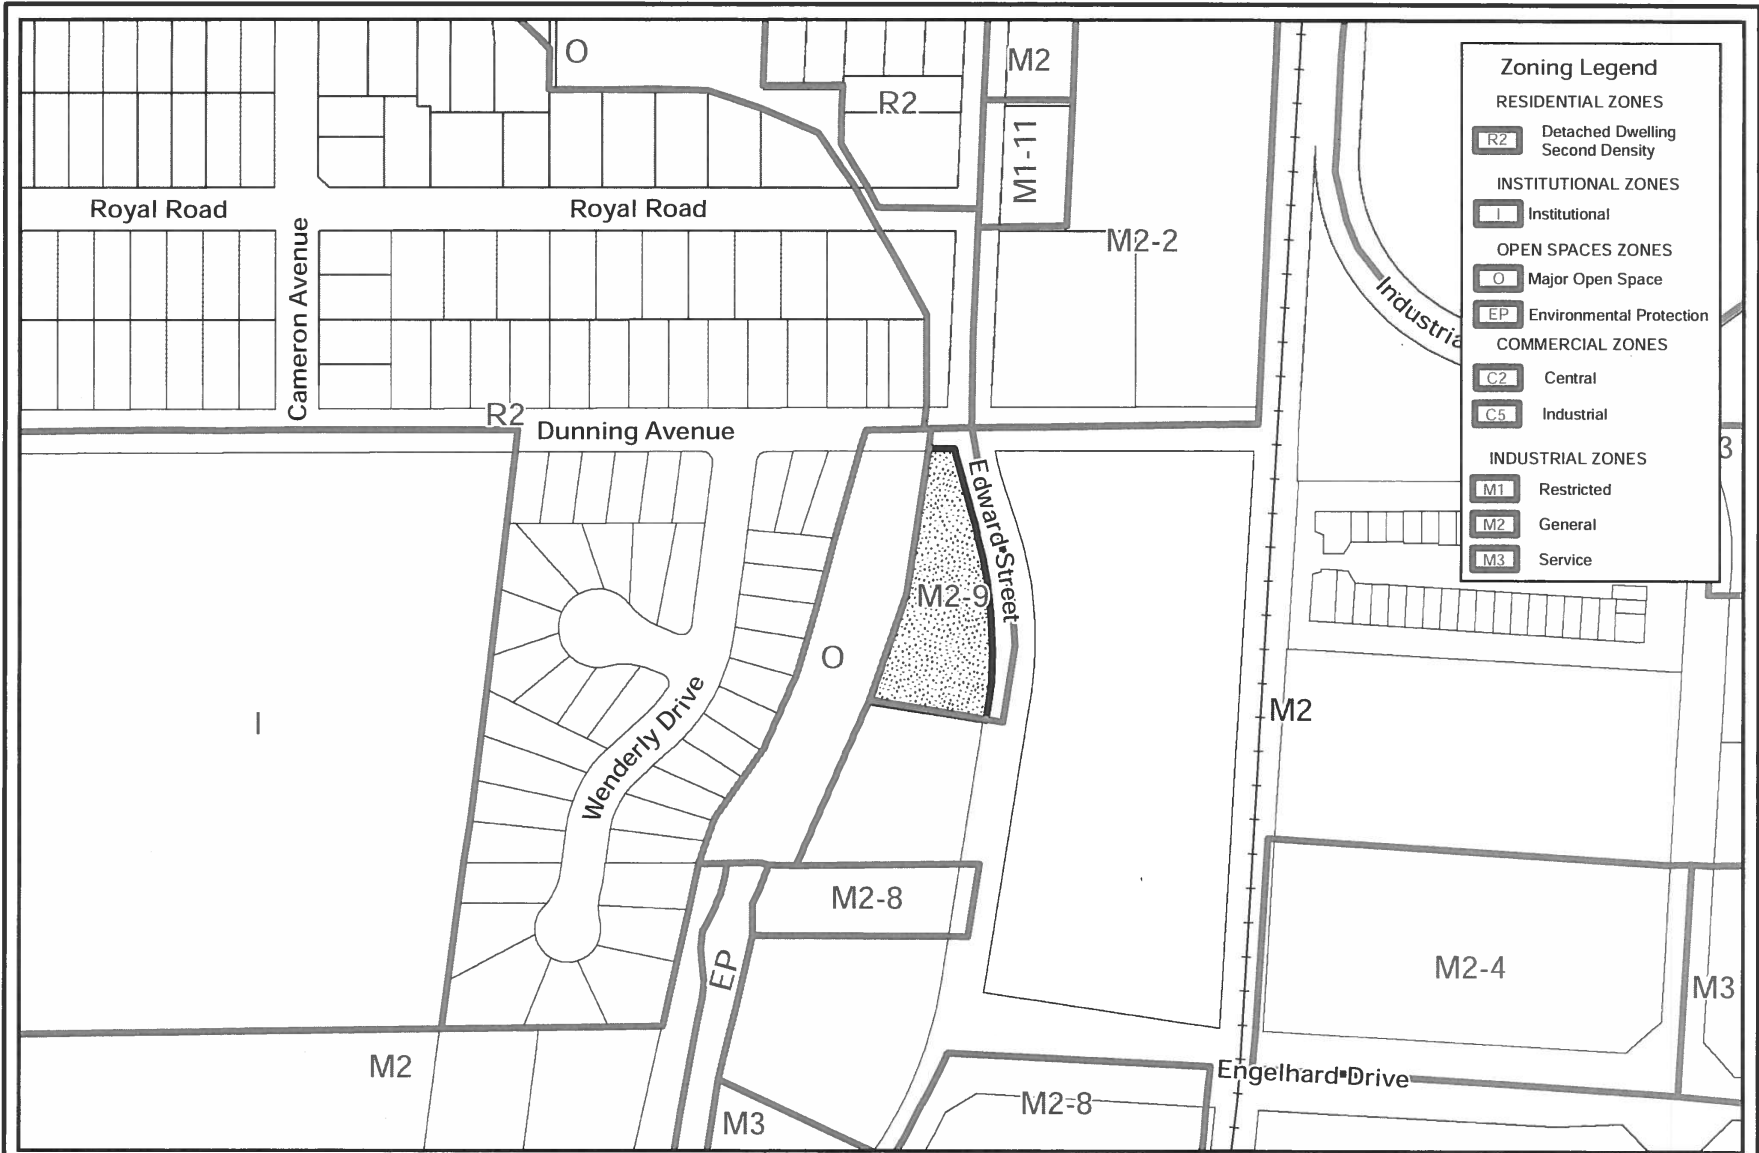 O
M2
R2
M1-11
Royal Road
Royal Road
M2-2
Cameron Avenue
Industria
R2
Dunning Avenue
Edward Street
M2-9
O
I
Wenderly Drive
M2
M2-8
EP
M2-4
M3
M2
M3
M2-8
Engelhard Drive
3
Zoning Legend
RESIDENTIAL ZONES
R2 Detached Dwelling
Second Density
INSTITUTIONAL ZONES
I Institutional
OPEN SPACES ZONES
O Major Open Space
EP Environmental Protection
COMMERCIAL ZONES
C2 Central
C5 Industrial
INDUSTRIAL ZONES
M1 Restricted
M2 General
M3 Service